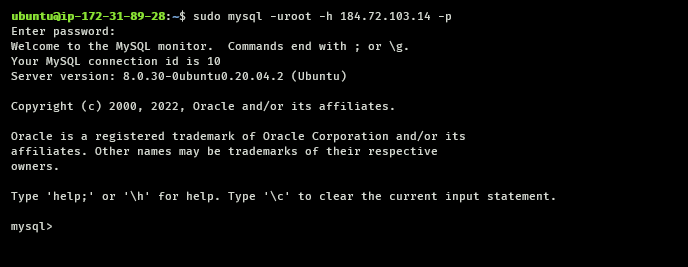 ubuntu@ip-172-31-89-28:~$ sudo mysql -uroot -h 184.72.103.14 -p
Enter password:
Welcome to the MySQL monitor.  Commands end with ; or \g.
Your MySQL connection id is 10
Server version: 8.0.30-0ubuntu0.20.04.2 (Ubuntu)

Copyright (c) 2000, 2022, Oracle and/or its affiliates.

Oracle is a registered trademark of Oracle Corporation and/or its
affiliates. Other names may be trademarks of their respective
owners.

Type 'help;' or '\h' for help. Type '\c' to clear the current input statement.

mysql>